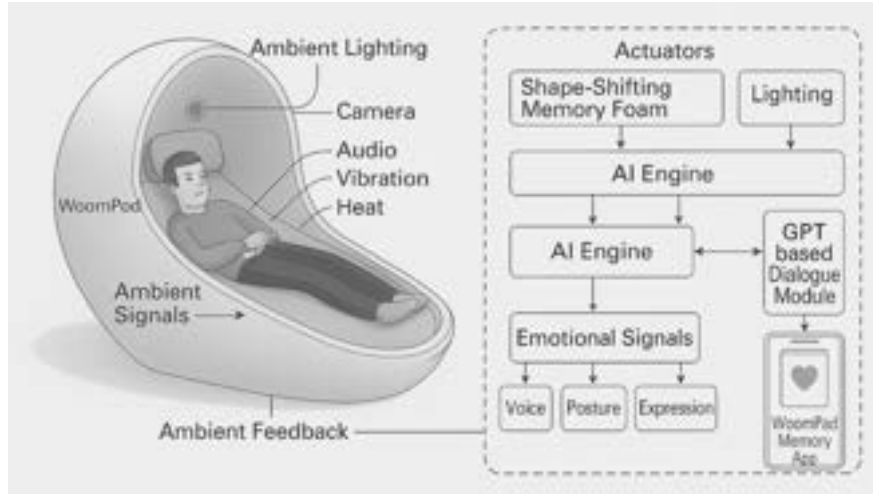 Ambient Lighting
Camera
Audio
Vibration
Heat
WoomPod
Ambient
Signals
Ambient Feedback
Actuators
Shape-Shifting
Memory Foam
Lighting
AI Engine
AI Engine
GPT
based
Dialogue
Module
Emotional Signals
Voice
Posture
Expression
WoomPad
Memory
App